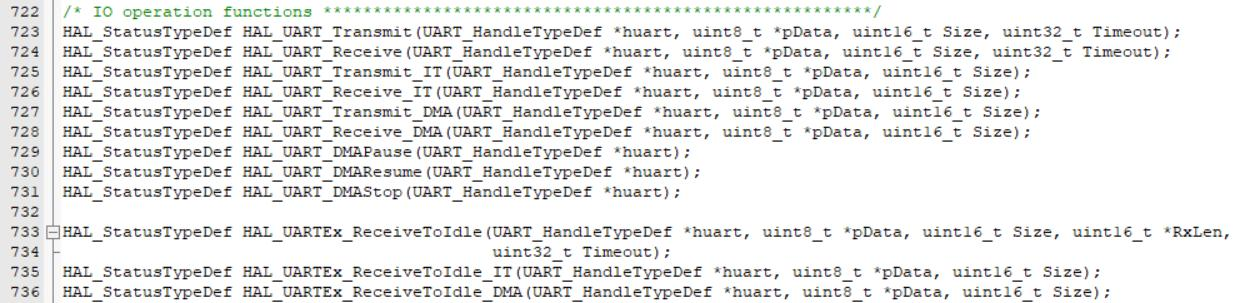 722 /* IO operation functions *******************************************************/
723 HAL_StatusTypeDef HAL_UART_Transmit(UART_HandleTypeDef *huart, uint8_t *pData, uint16_t Size, uint32_t Timeout);
724 HAL_StatusTypeDef HAL_UART_Receive(UART_HandleTypeDef *huart, uint8_t *pData, uint16_t Size, uint32_t Timeout);
725 HAL_StatusTypeDef HAL_UART_Transmit_IT(UART_HandleTypeDef *huart, uint8_t *pData, uint16_t Size);
726 HAL_StatusTypeDef HAL_UART_Receive_IT(UART_HandleTypeDef *huart, uint8_t *pData, uint16_t Size);
727 HAL_StatusTypeDef HAL_UART_Transmit_DMA(UART_HandleTypeDef *huart, uint8_t *pData, uint16_t Size);
728 HAL_StatusTypeDef HAL_UART_Receive_DMA(UART_HandleTypeDef *huart, uint8_t *pData, uint16_t Size);
729 HAL_StatusTypeDef HAL_UART_DMAPause(UART_HandleTypeDef *huart);
730 HAL_StatusTypeDef HAL_UART_DMAResume(UART_HandleTypeDef *huart);
731 HAL_StatusTypeDef HAL_UART_DMAStop(UART_HandleTypeDef *huart);
732
733 HAL_StatusTypeDef HAL_UARTEx_ReceiveToIdle(UART_HandleTypeDef *huart, uint8_t *pData, uint16_t Size, uint16_t *RxLen,
734 uint32_t Timeout);
735 HAL_StatusTypeDef HAL_UARTEx_ReceiveToIdle_IT(UART_HandleTypeDef *huart, uint8_t *pData, uint16_t Size);
736 HAL_StatusTypeDef HAL_UARTEx_ReceiveToIdle_DMA(UART_HandleTypeDef *huart, uint8_t *pData, uint16_t Size);